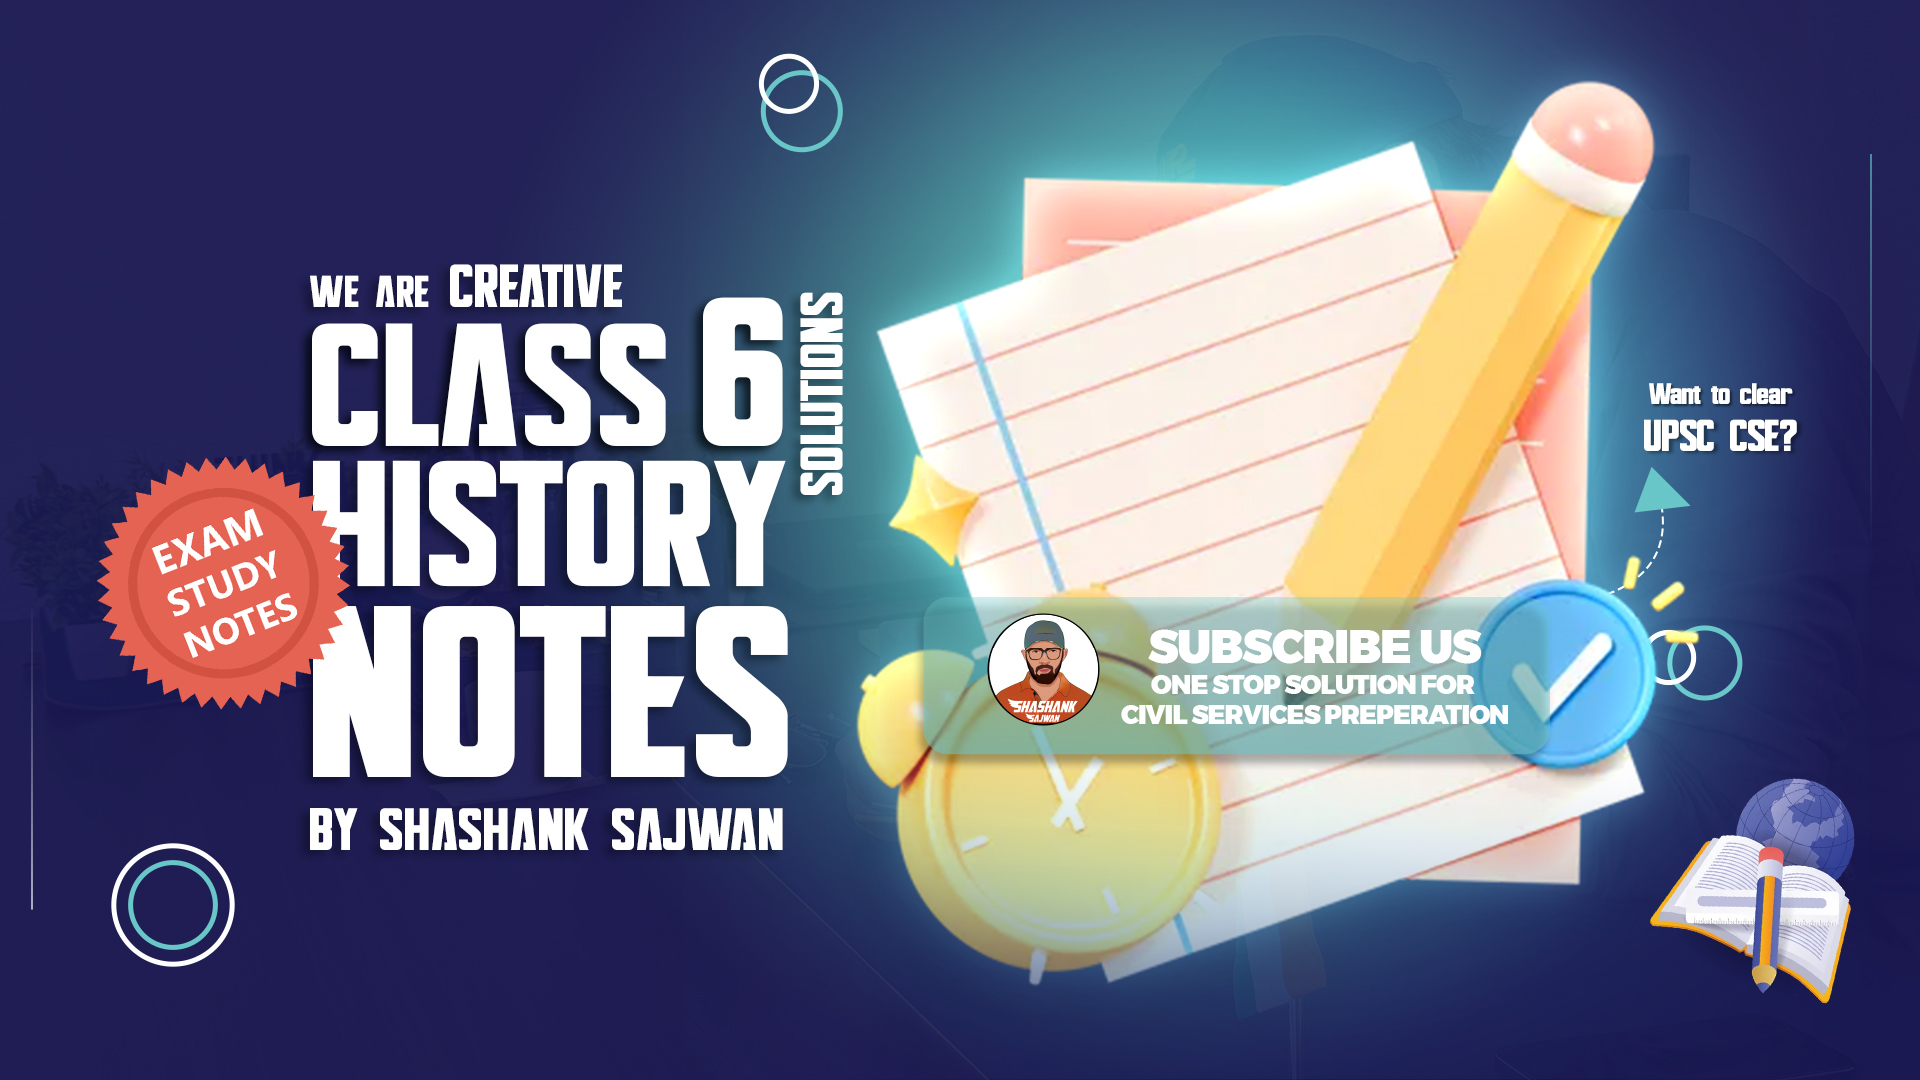 WE ARE CREATIVE
CLASS 6
SOLUTIONS
HISTORY
NOTES
BY SHASHANK SAJWAN
EXAM
STUDY
NOTES
Want to clear
UPSC CSE?
SUBSCRIBE US
ONE STOP SOLUTION FOR
CIVIL SERVICES PREPERATION
SHASHANK
SAJWAN